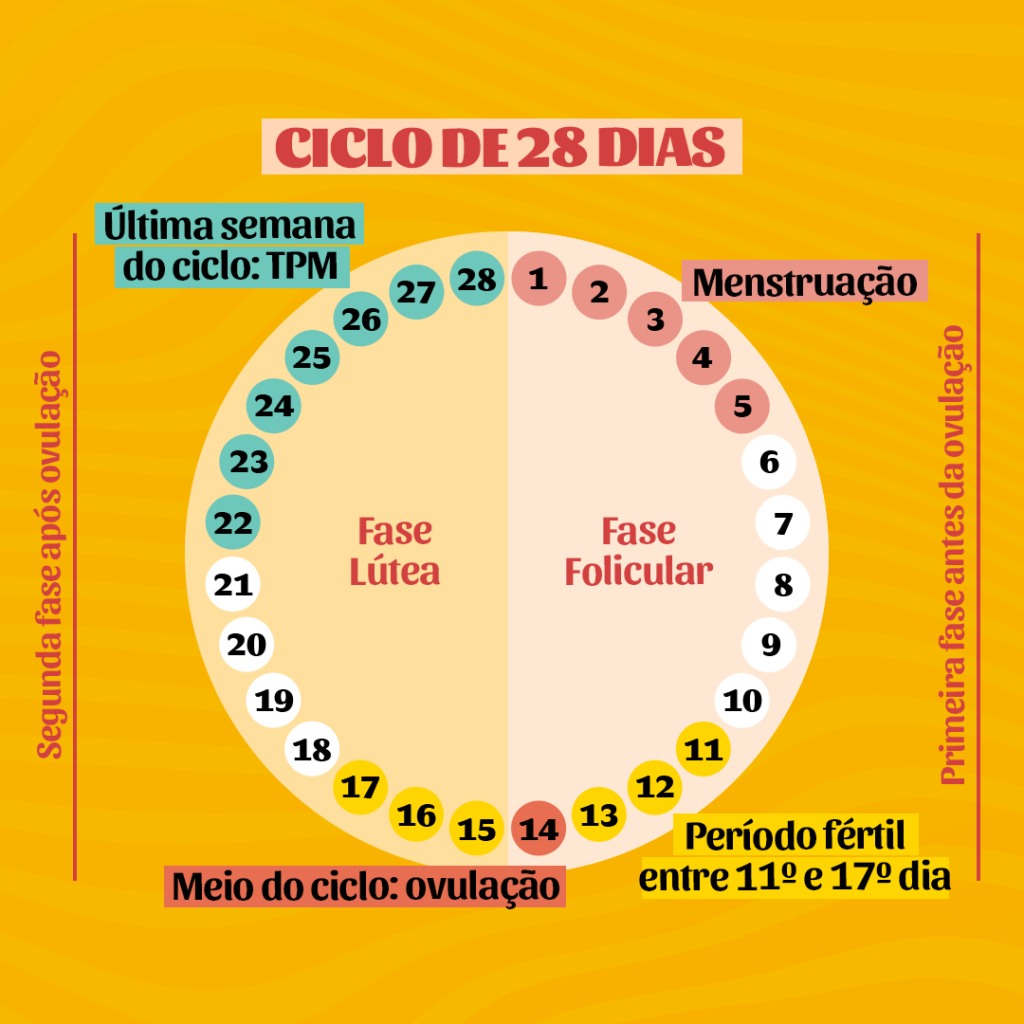 CICLO DE 28 DIAS
Última semana
do ciclo: TPM
Menstruação
28
1
27
2
26
3
25
4
24
5
23
6
22
7
21
8
20
9
19
10
18
11
17
12
16
13
15
14
Fase
Lútea
Fase
Folicular
Segunda fase após ovulação
Primeira fase antes da ovulação
Período fértil
entre 11º e 17º dia
Meio do ciclo: ovulação